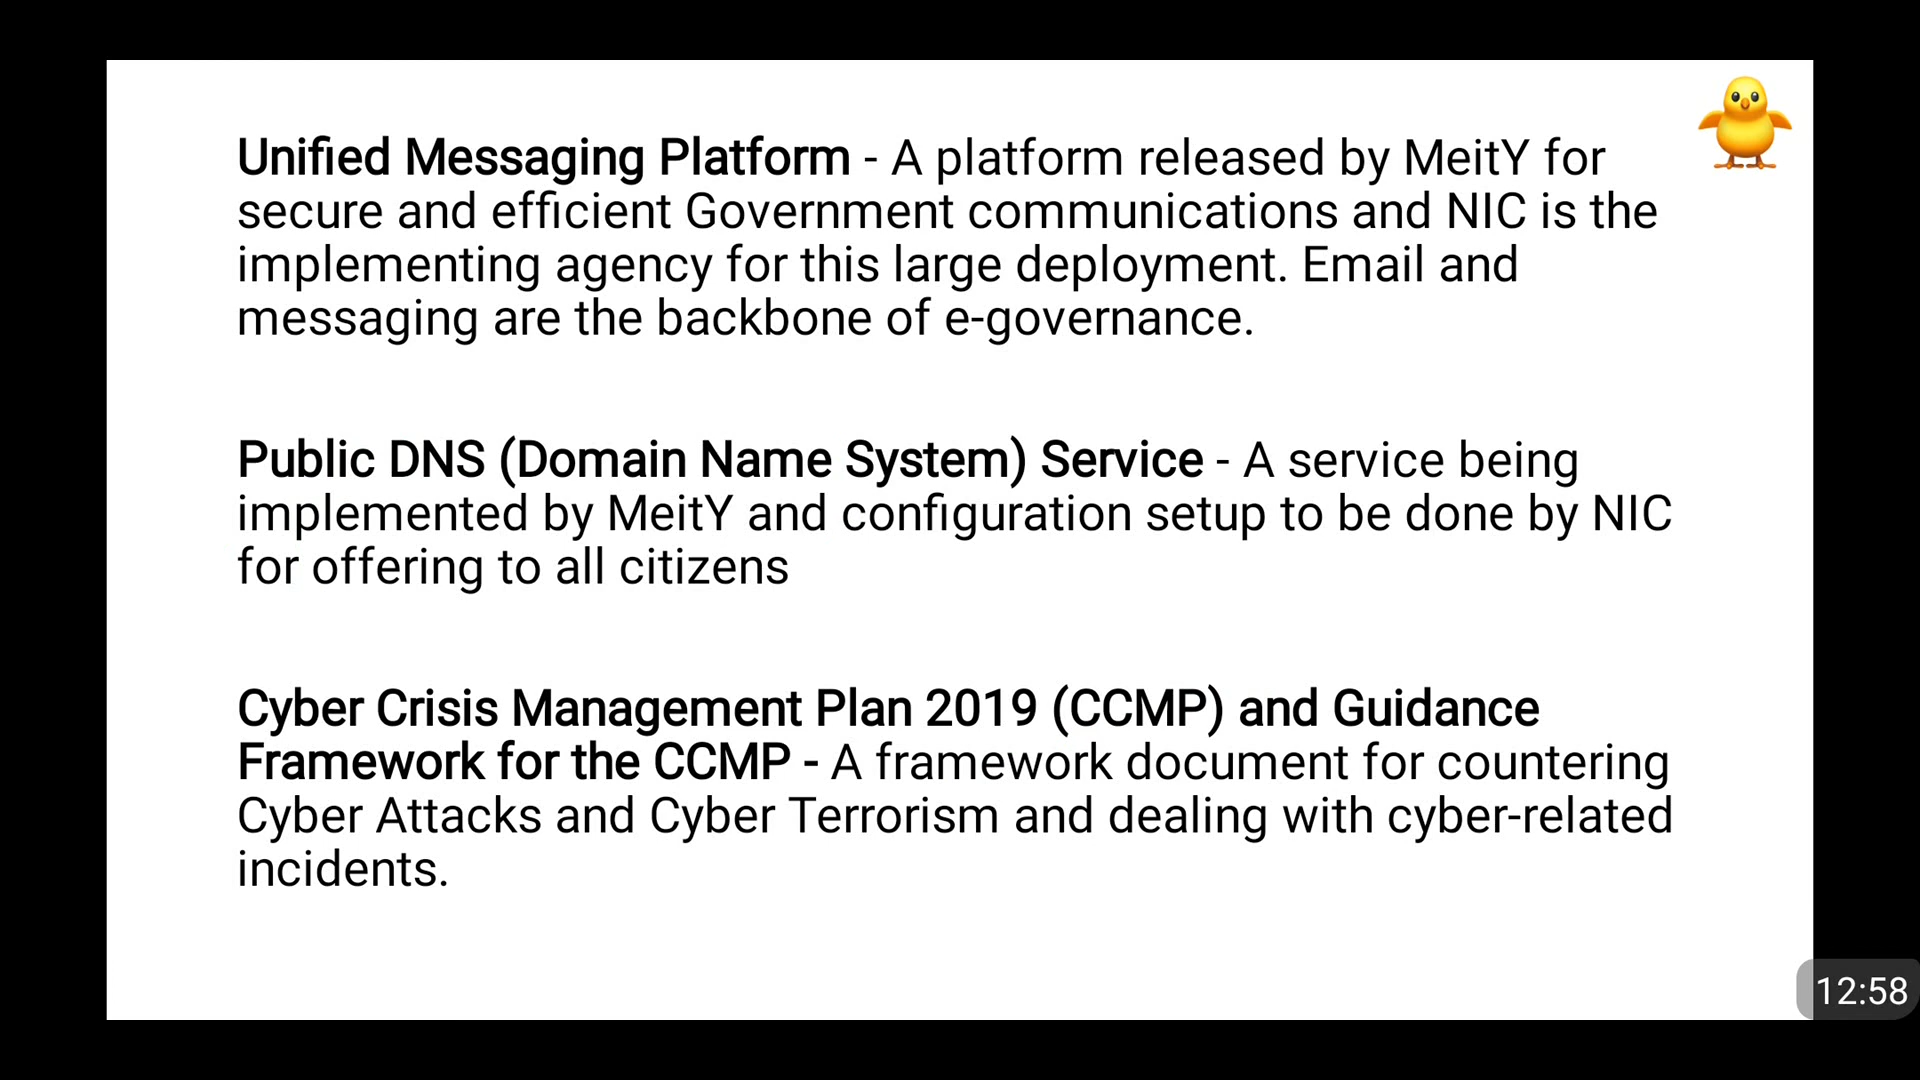 Unified Messaging Platform - A platform released by MeitY for
secure and efficient Government communications and NIC is the
implementing agency for this large deployment. Email and
messaging are the backbone of e-governance.
Public DNS (Domain Name System) Service - A service being
implemented by MeitY and configuration setup to be done by NIC
for offering to all citizens
Cyber Crisis Management Plan 2019 (CCMP) and Guidance
Framework for the CCMP - A framework document for countering
Cyber Attacks and Cyber Terrorism and dealing with cyber-related
incidents.
12:58